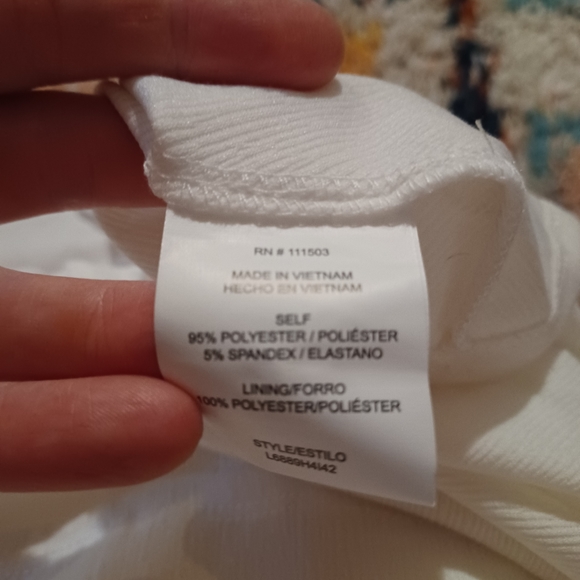 RN # 111503
MADE IN VIETNAM
HECHO EN VIETNAM
SELF
95% POLYESTER / POLIÉSTER
5% SPANDEX / ELASTANO
LINING/FORRO
100% POLYESTER/POLIÉSTER
STYLE/ESTILO